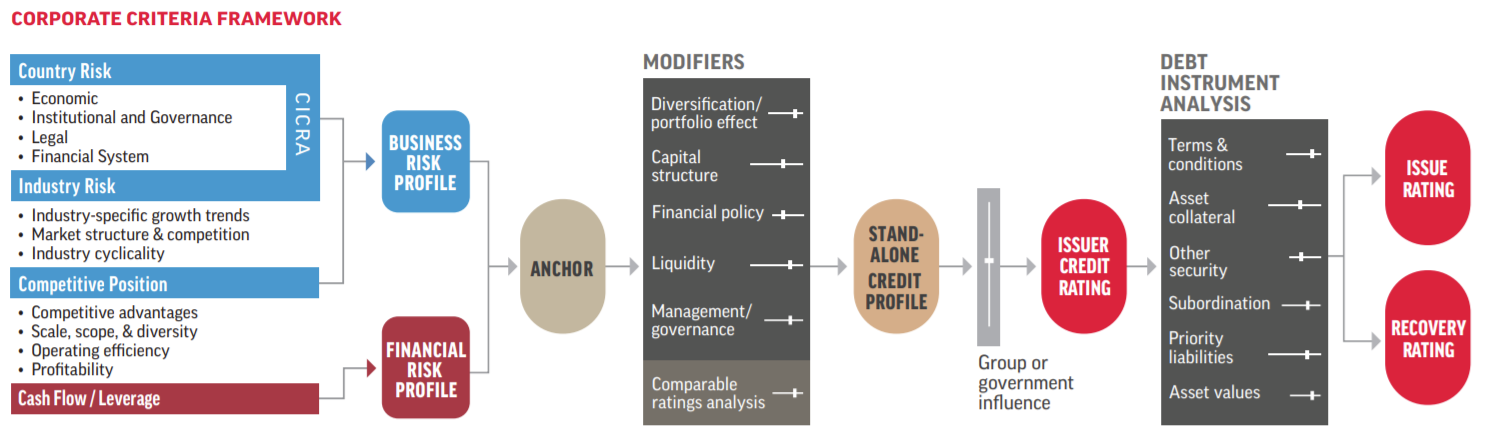 CORPORATE CRITERIA FRAMEWORK
Country Risk
• Economic
• Institutional and Governance
• Legal
• Financial System
CICRA
Industry Risk
• Industry-specific growth trends
• Market structure & competition
• Industry cyclicality
Competitive Position
• Competitive advantages
• Scale, scope, & diversity
• Operating efficiency
• Profitability
Cash Flow / Leverage
BUSINESS
RISK
PROFILE
FINANCIAL
RISK
PROFILE
ANCHOR
MODIFIERS
Diversification/
portfolio effect
Capital
structure
Financial policy
Liquidity
Management/
governance
Comparable
ratings analysis
STAND-
ALONE
CREDIT
PROFILE
Group or
government
influence
ISSUER
CREDIT
RATING
DEBT
INSTRUMENT
ANALYSIS
Terms &
conditions
Asset
collateral
Other
security
Subordination
Priority
liabilities
Asset values
ISSUE
RATING
RECOVERY
RATING